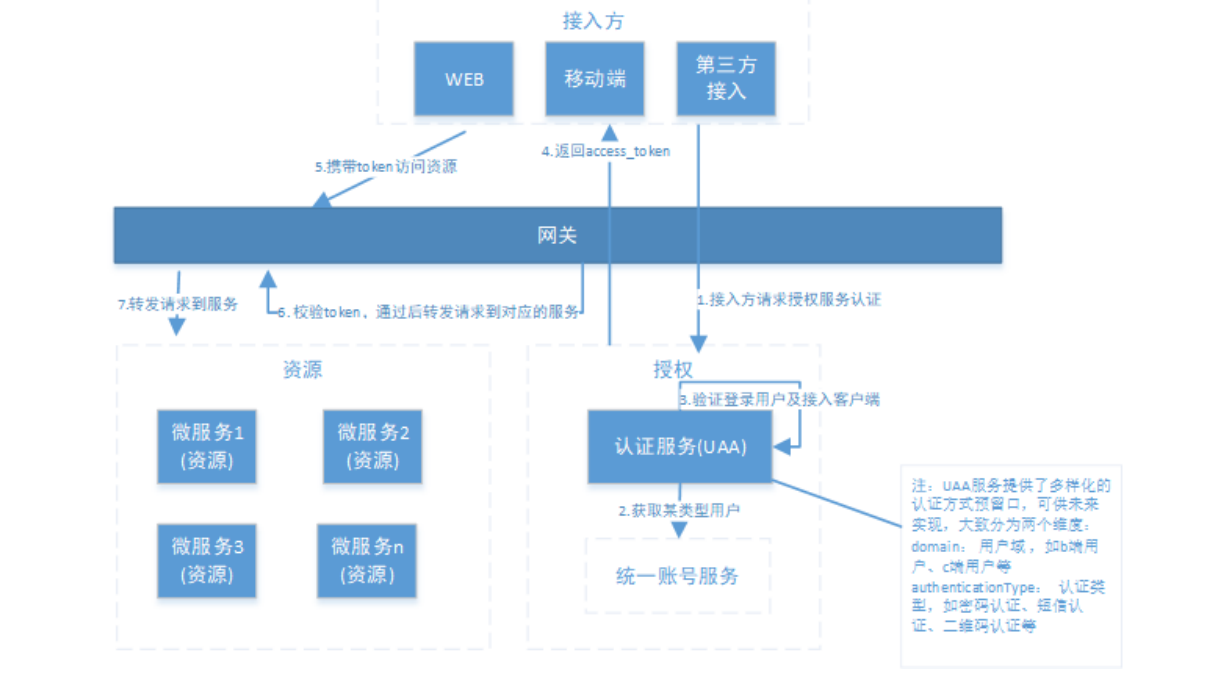 接入方
WEB
移动端
第三方
接入
4.返回access_token
5.携带token访问资源
网关
7.转发请求到服务
6.校验token，通过后转发请求到对应的服务
1.接入方请求授权服务认证
资源
授权
3.验证登录用户及接入客户端
微服务1
(资源)
微服务2
(资源)
认证服务(UAA)
2.获取某类型用户
微服务3
(资源)
微服务n
(资源)
统一账号服务
注：UAA服务提供了多样化的
认证方式预留口，可供未来
实现，大致分为两个维度：
domain： 用户域，如b端用
户、c端用户等
authenticationType： 认证类
型，如密码认证、短信认
证、二维码认证等